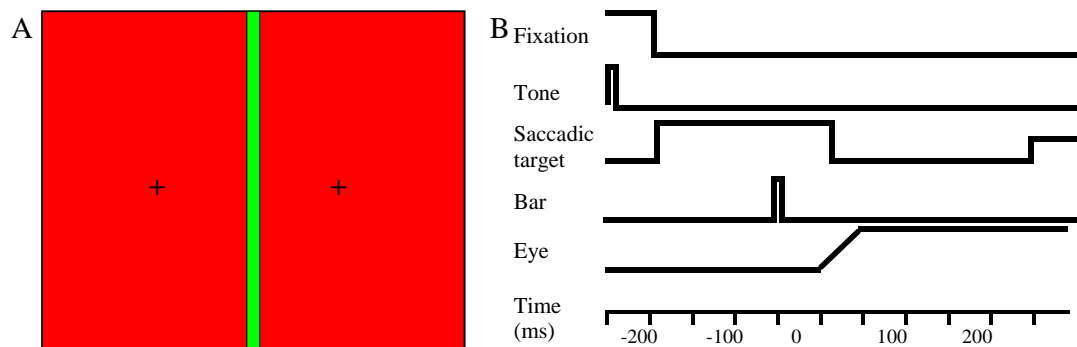 A
B
Fixation
Tone
Saccadic
target
Bar
Eye
Time
(ms)
-200 -100 0 100 200